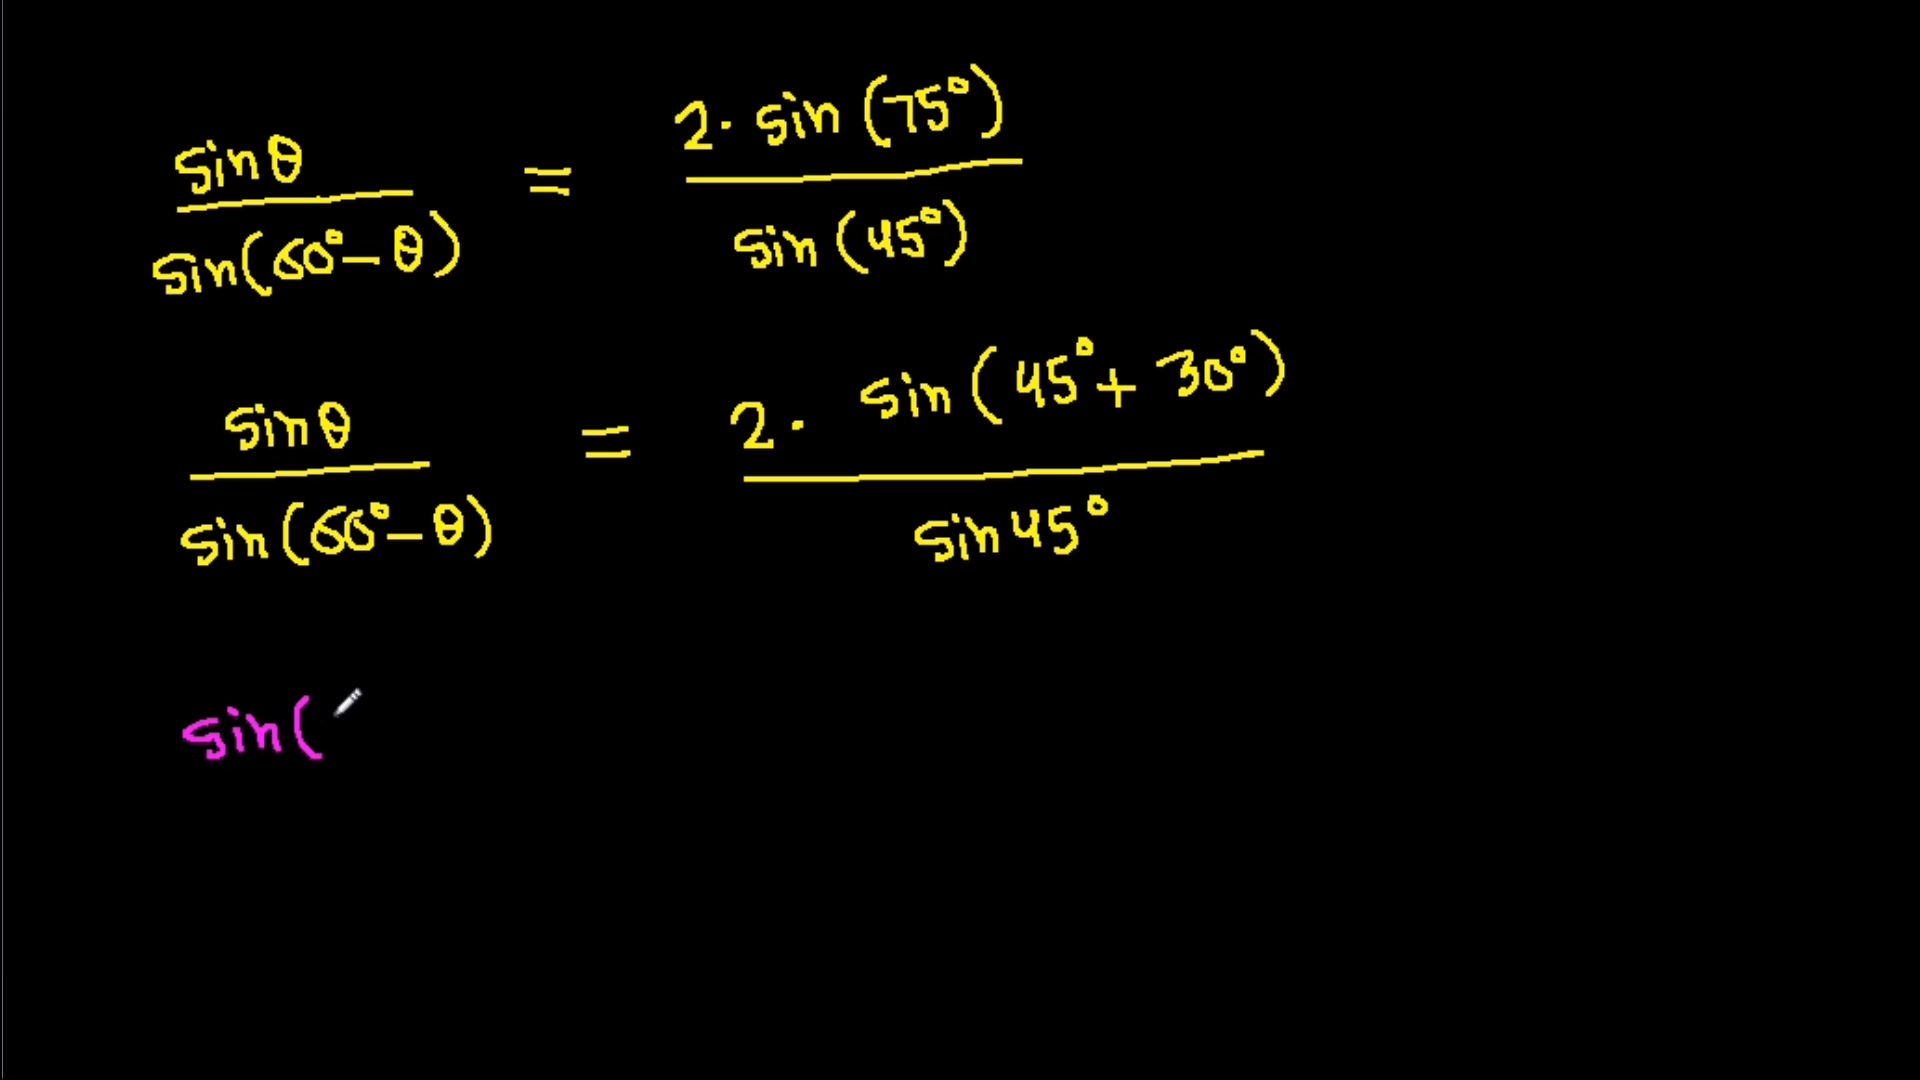 sinθ / sin(60°-θ) = 2· sin(75°) / sin(45°)
sinθ / sin(60°-θ) = 2· sin(45°+30°) / sin45°
sin(